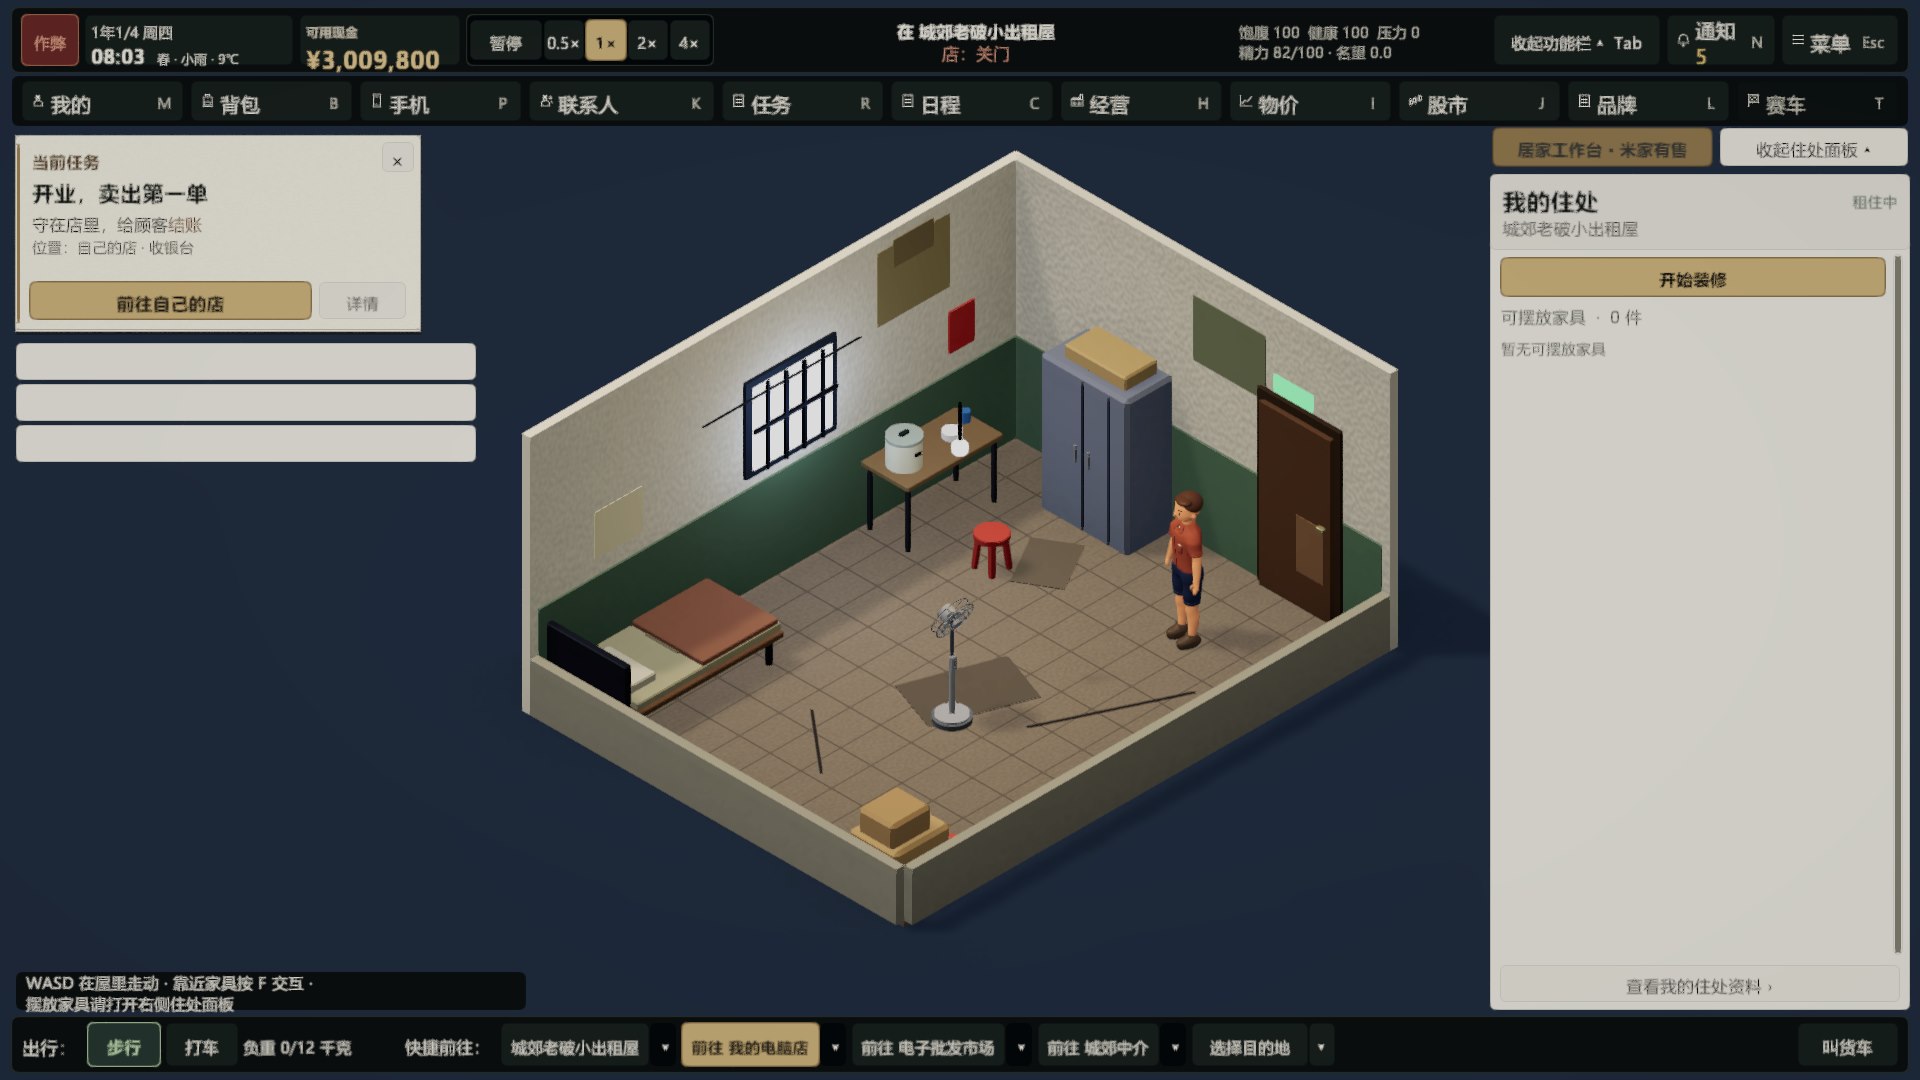 作弊
1年1/4 周四
08:03 春·小雨·9℃
可用现金
¥3,009,800
暂停 0.5× 1× 2× 4×
在 城郊老破小出租屋
店：关门
饱腹 100 健康 100 压力 0
精力 82/100 · 名望 0.0
收起功能栏 ▴ Tab
通知 5 N
菜单 Esc
我的 M
背包 B
手机 P
联系人 K
任务 R
日程 C
经营 H
物价 I
股市 J
品牌 L
赛车 T
当前任务
×
开业，卖出第一单
守在店里，给顾客结账
位置：自己的店 · 收银台
前往自己的店
详情
居家工作台 · 米家有售
收起住处面板 ▴
我的住处
租住中
城郊老破小出租屋
开始装修
可摆放家具 · 0 件
暂无可摆放家具
查看我的住处资料 ›
WASD 在屋里走动 · 靠近家具按 F 交互 ·
摆放家具请打开右侧住处面板
出行：
步行
打车
负重 0/12 千克
快捷前往：
城郊老破小出租屋 ▾
前往 我的电脑店 ▾
前往 电子批发市场 ▾
前往 城郊中介 ▾
选择目的地 ▾
叫货车